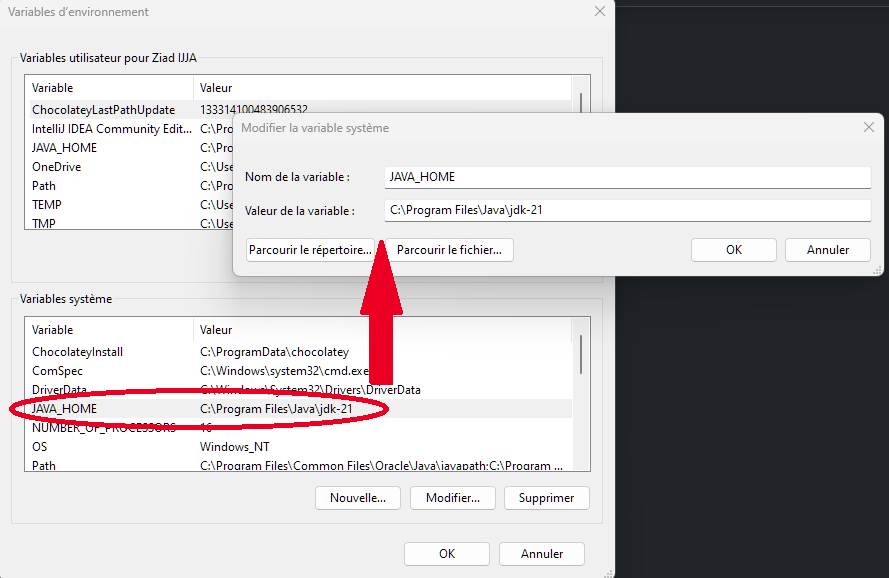 Variables d'environnement
Variables utilisateur pour Ziad IJJA
Variable Valeur
ChocolateyLastPathUpdate 133314100483906532
IntelliJ IDEA Community Edit... C:\Pro
JAVA_HOME C:\Pro
OneDrive C:\Use
Path C:\Pro
TEMP C:\Use
TMP C:\Use
Modifier la variable système
Nom de la variable : JAVA_HOME
Valeur de la variable : C:\Program Files\Java\jdk-21
Parcourir le répertoire... Parcourir le fichier... OK Annuler
Variables système
Variable Valeur
ChocolateyInstall C:\ProgramData\chocolatey
ComSpec C:\Windows\system32\cmd.exe
DriverData C:\Windows\System32\Drivers\DriverData
JAVA_HOME C:\Program Files\Java\jdk-21
NUMBER_OF_PROCESSORS 16
OS Windows_NT
Path C:\Program Files\Common Files\Oracle\Java\javapath;C:\Program ...
Nouvelle... Modifier... Supprimer
OK Annuler